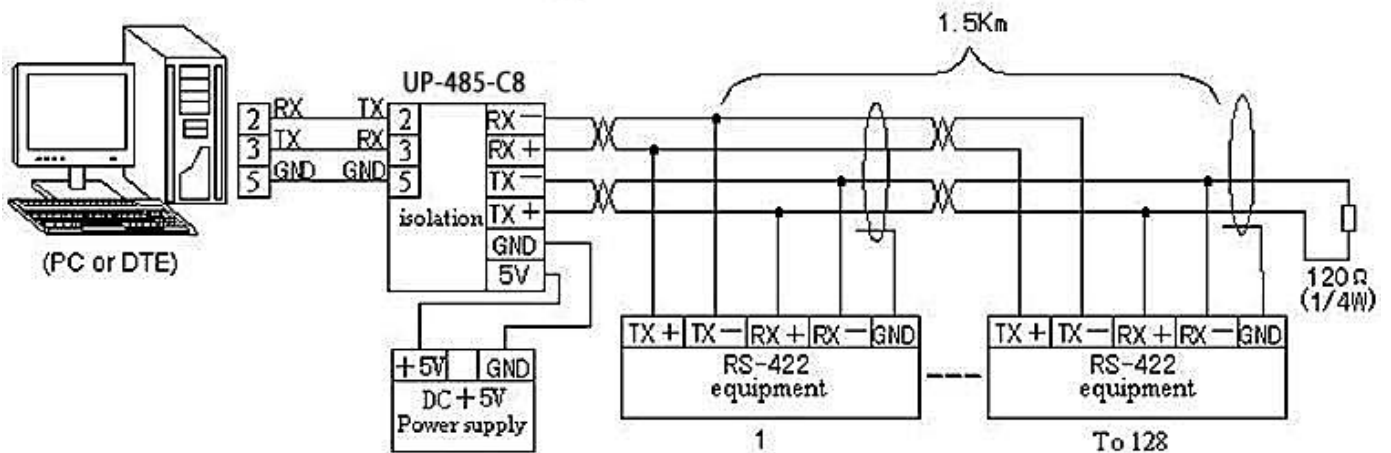 1.5Km
UP-485-C8
2 RX TX 2 RX－
3 TX RX 3 RX＋
5 GND GND 5 TX－
isolation TX＋
GND
5V
(PC or DTE)
120Ω
(1/4W)
＋5V GND
DC＋5V
Power supply
TX＋ TX－ RX＋ RX－ GND
RS-422
equipment
1
TX＋ TX－ RX＋ RX－ GND
RS-422
equipment
To 128